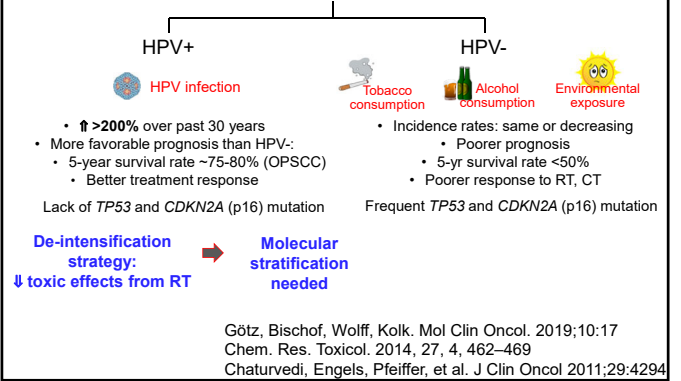 HPV+
HPV infection
• ⇑ >200% over past 30 years
• More favorable prognosis than HPV-:
• 5-year survival rate ~75-80% (OPSCC)
• Better treatment response
Lack of TP53 and CDKN2A (p16) mutation
HPV-
Tobacco
consumption
Alcohol
consumption
Environmental
exposure
• Incidence rates: same or decreasing
• Poorer prognosis
• 5-yr survival rate <50%
• Poorer response to RT, CT
Frequent TP53 and CDKN2A (p16) mutation
De-intensification
strategy:
⇓ toxic effects from RT
Molecular
stratification
needed
Götz, Bischof, Wolff, Kolk. Mol Clin Oncol. 2019;10:17
Chem. Res. Toxicol. 2014, 27, 4, 462–469
Chaturvedi, Engels, Pfeiffer, et al. J Clin Oncol 2011;29:4294